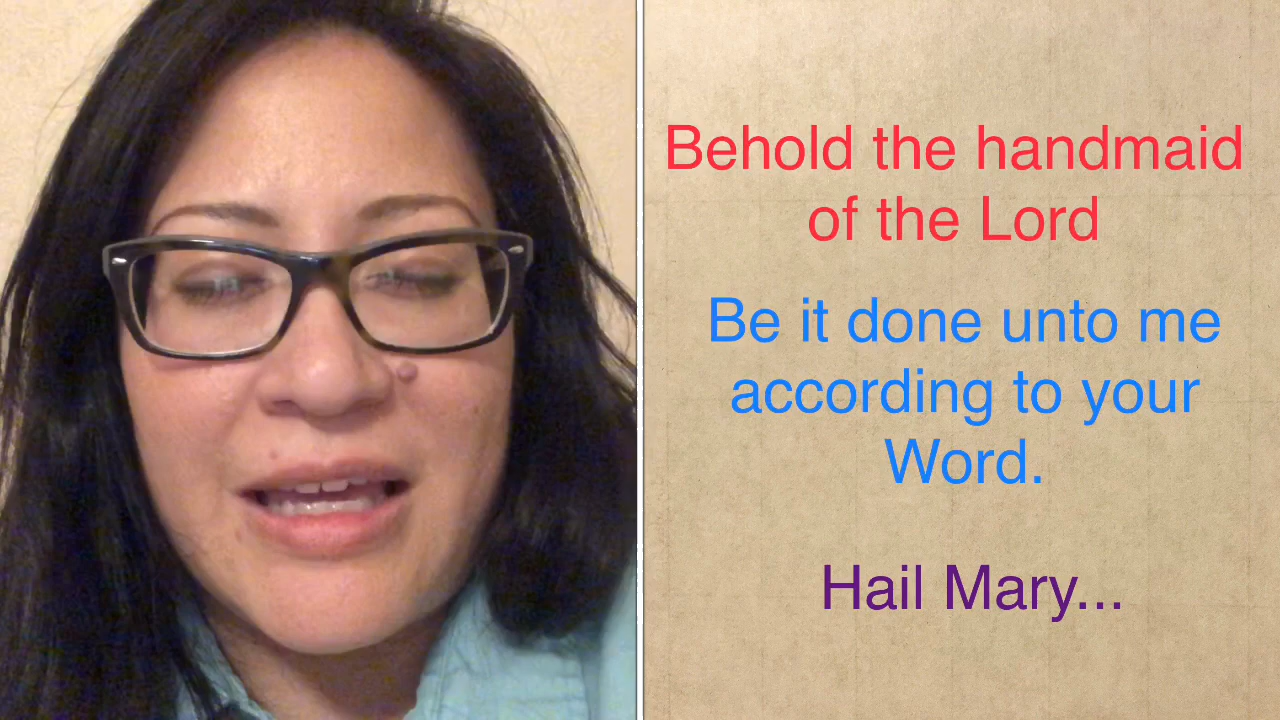 Behold the handmaid
of the Lord
Be it done unto me
according to your
Word.
Hail Mary...